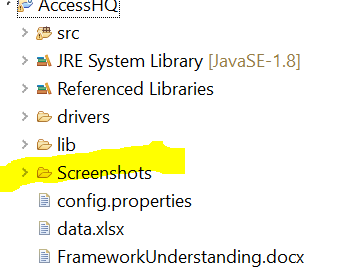 AccessHQ
src
JRE System Library [JavaSE-1.8]
Referenced Libraries
drivers
lib
Screenshots
config.properties
data.xlsx
FrameworkUnderstanding.docx